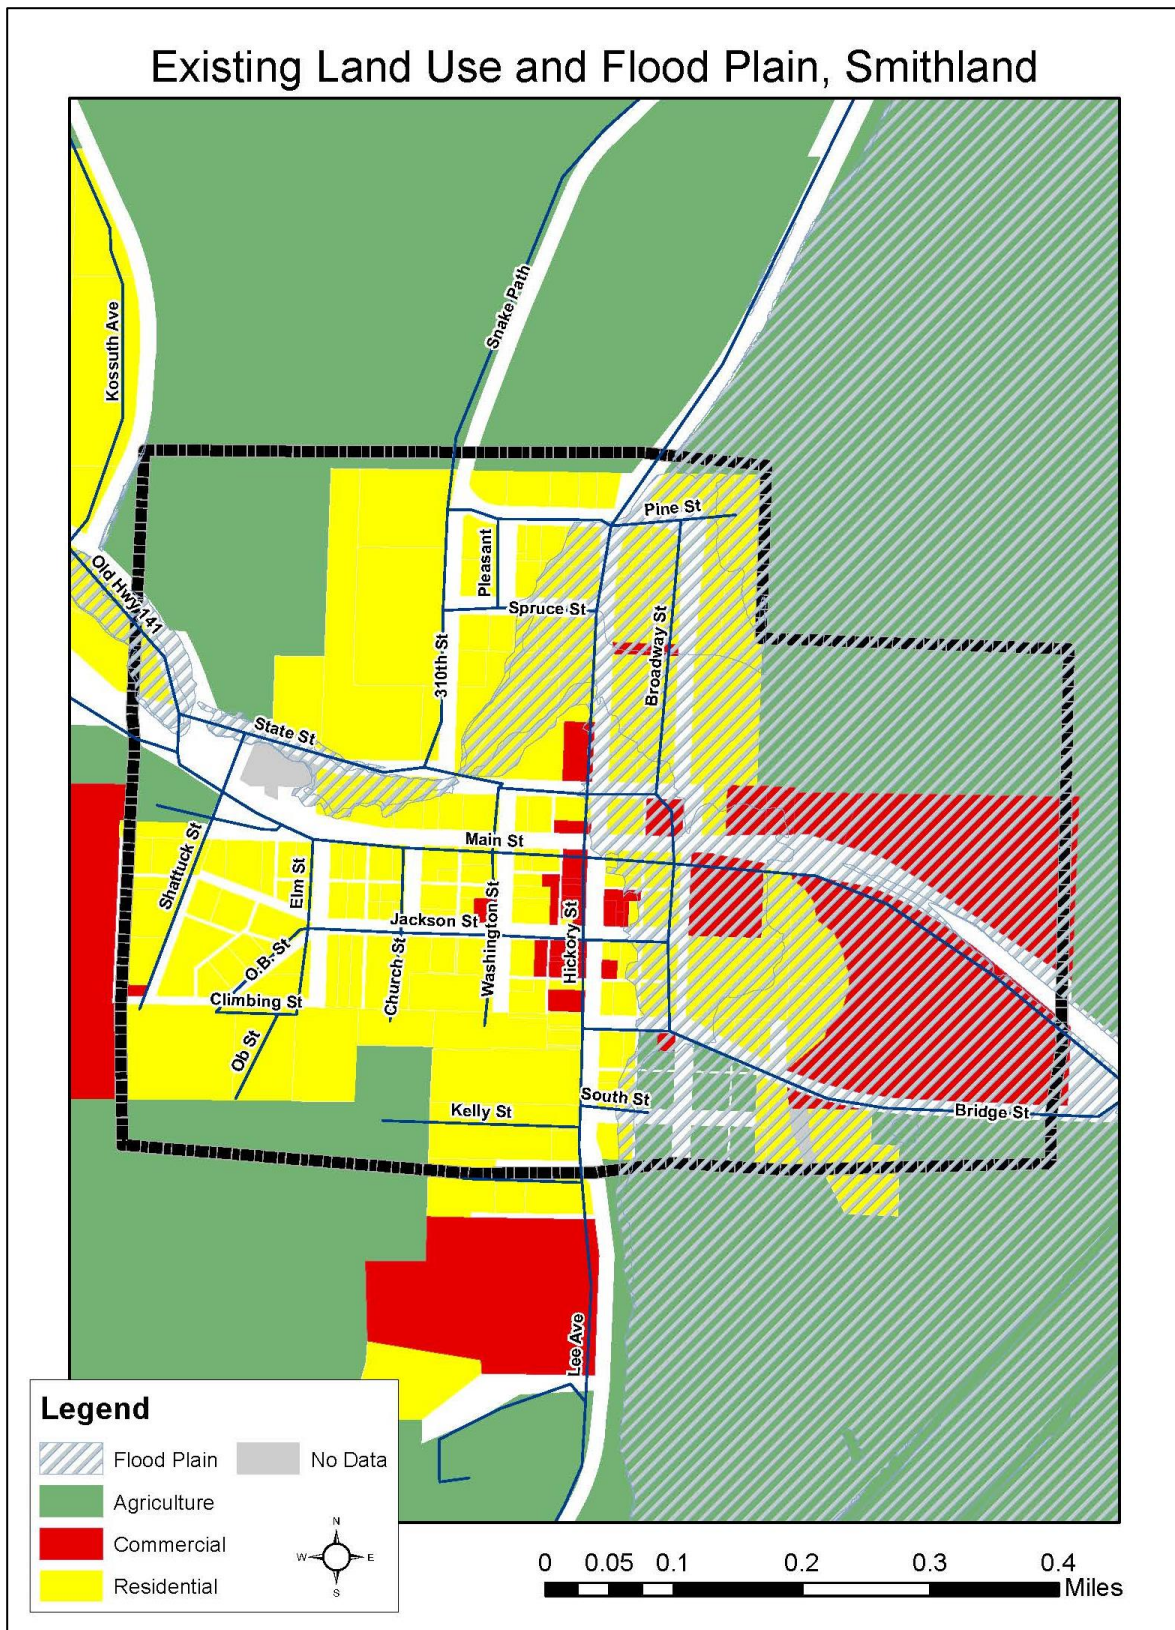 Existing Land Use and Flood Plain, Smithland
Kossuth Ave
Snake Path
Pine St
Pleasant
Old Hwy 141
Spruce St
310th St
Broadway St
State St
Main St
Shattuck St
Elm St
Jackson St
Washington St
Hickory St
O.B. St
Church St
Climbing St
Ob St
South St
Kelly St
Bridge St
Lee Ave
Legend
Flood Plain
No Data
Agriculture
Commercial
Residential
N
W E
S
0 0.05 0.1 0.2 0.3 0.4
Miles